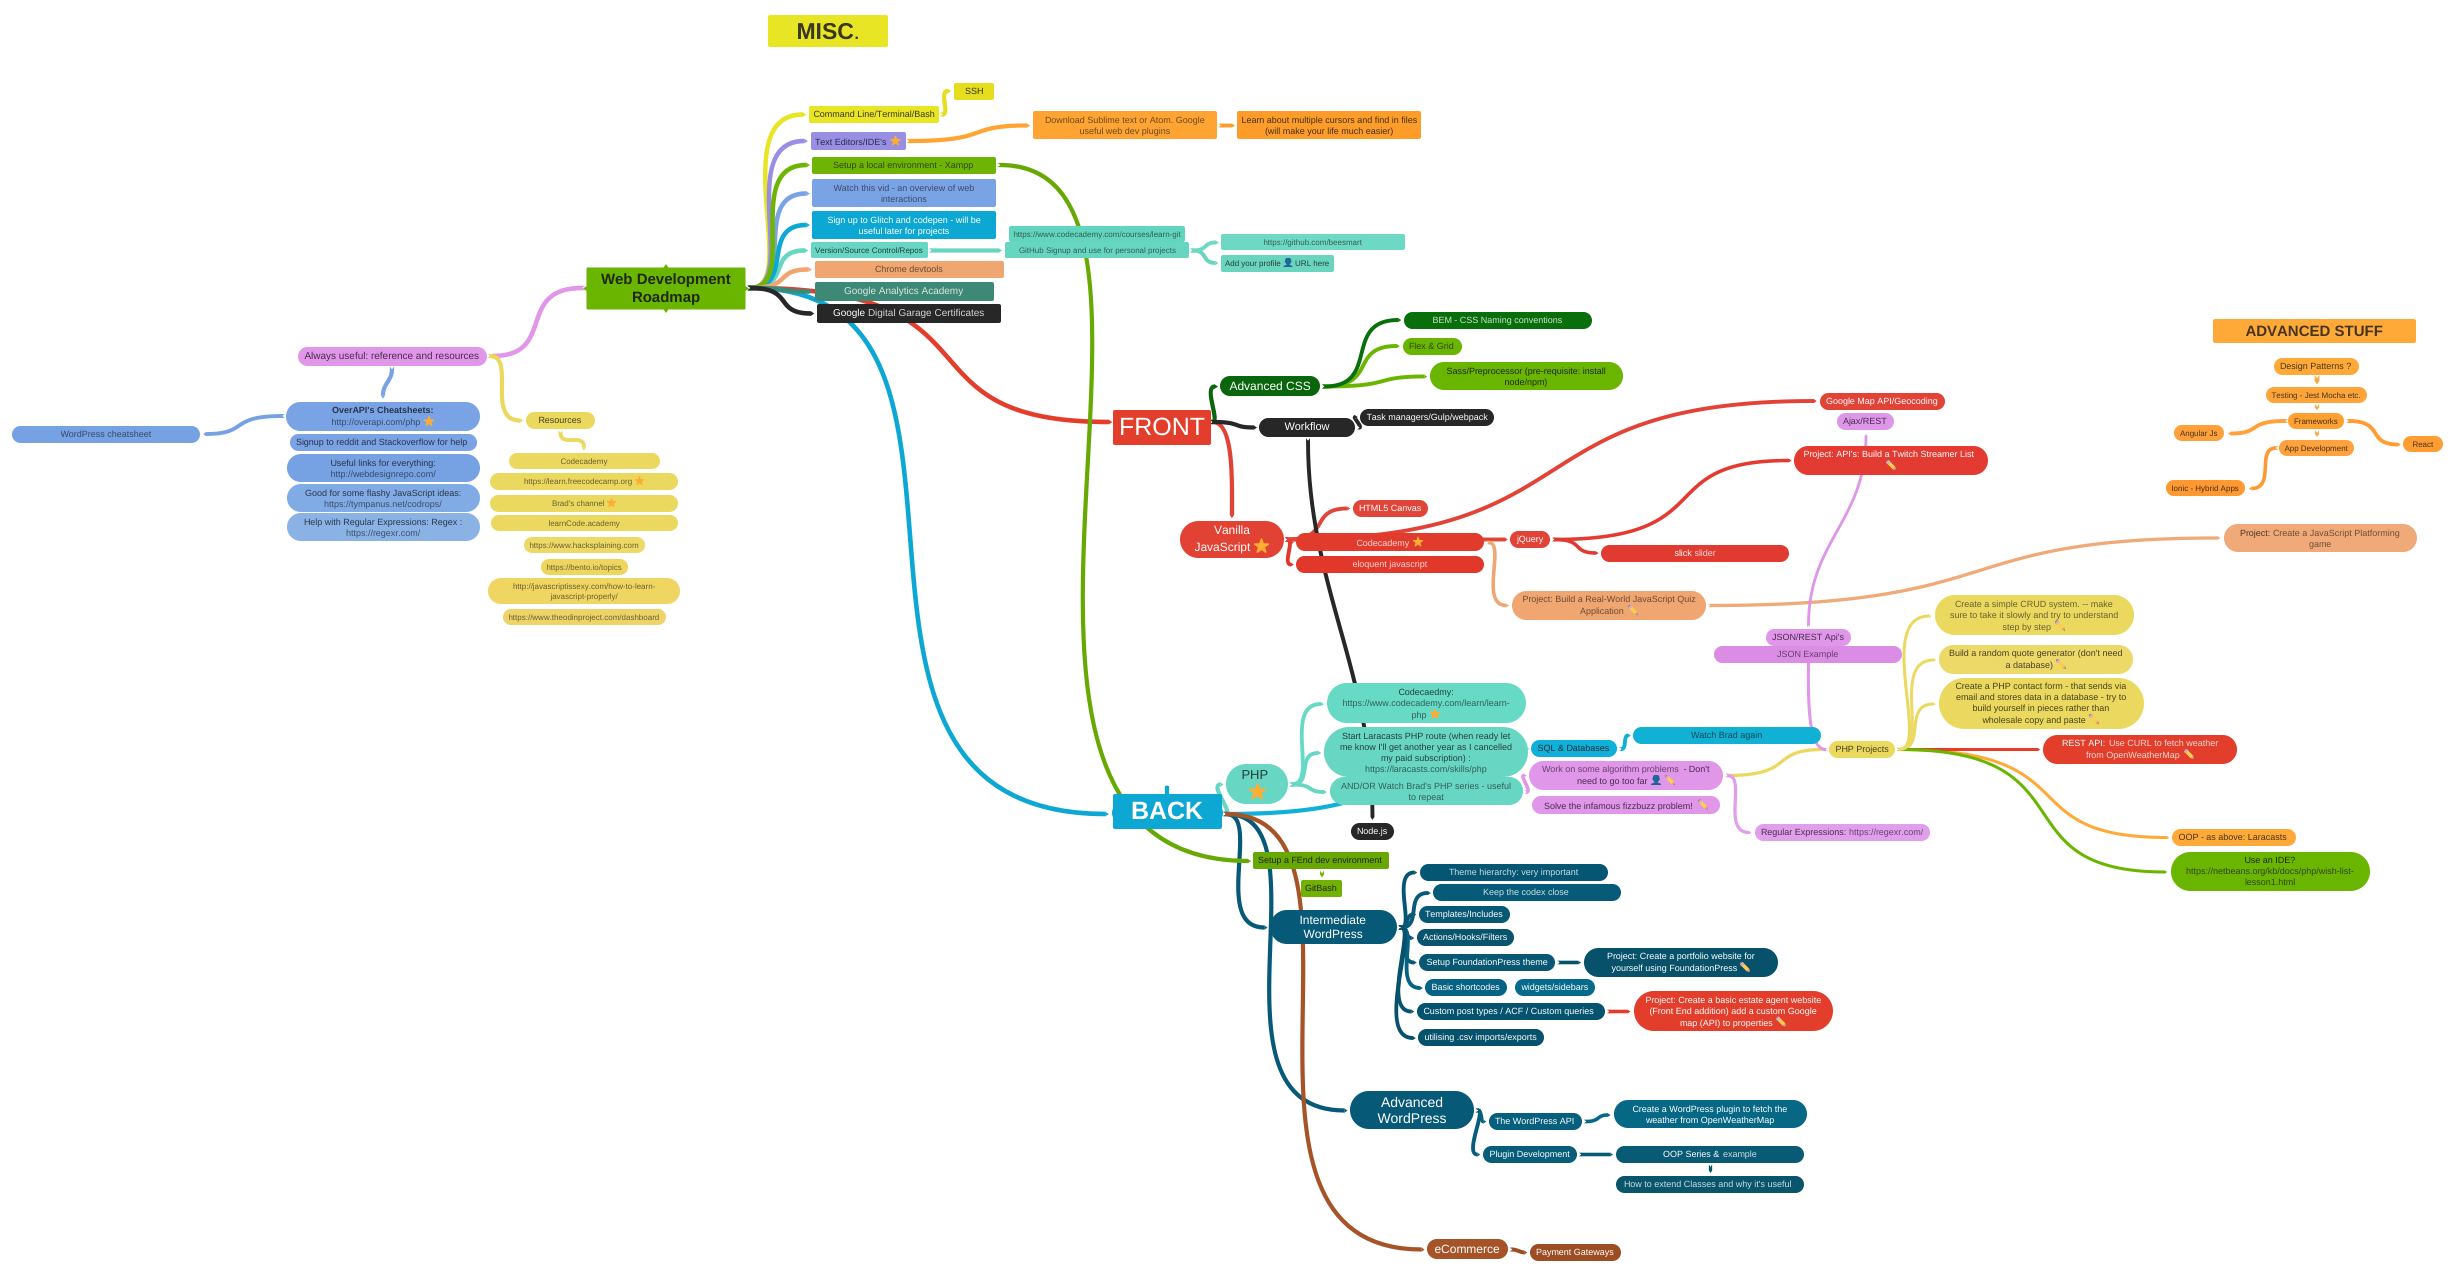 MISC.
SSH
Command Line/Terminal/Bash
Download Sublime text or Atom. Google
useful web dev plugins
Learn about multiple cursors and find in files
(will make your life much easier)
Text Editors/IDE's
Setup a local environment - Xampp
Watch this vid - an overview of web
interactions
Sign up to Glitch and codepen - will be
useful later for projects
https://www.codecademy.com/courses/learn-git
Version/Source Control/Repos
GitHub Signup and use for personal projects
https://github.com/beesmart
Add your profile URL here
Chrome devtools
Google Analytics Academy
Google Digital Garage Certificates
Web Development
Roadmap
Always useful: reference and resources
OverAPI's Cheatsheets:
http://overapi.com/php
WordPress cheatsheet
Signup to reddit and Stackoverflow for help
Useful links for everything:
http://webdesignrepo.com/
Good for some flashy JavaScript ideas:
https://tympanus.net/codrops/
Help with Regular Expressions: Regex :
https://regexr.com/
Resources
Codecademy
https://learn.freecodecamp.org
Brad's channel
learnCode.academy
https://www.hacksplaining.com
https://bento.io/topics
http://javascriptissexy.com/how-to-learn-
javascript-properly/
https://www.theodinproject.com/dashboard
FRONT
Advanced CSS
BEM - CSS Naming conventions
Flex & Grid
Sass/Preprocessor (pre-requisite: install
node/npm)
Workflow
Task managers/Gulp/webpack
Vanilla
JavaScript
HTML5 Canvas
Codecademy
eloquent javascript
jQuery
Google Map API/Geocoding
Ajax/REST
Project: API's: Build a Twitch Streamer List
slick slider
Project: Build a Real-World JavaScript Quiz
Application
Project: Create a JavaScript Platforming
game
ADVANCED STUFF
Design Patterns ?
Testing - Jest Mocha etc.
Frameworks
Angular Js
React
App Development
Ionic - Hybrid Apps
JSON/REST Api's
JSON Example
BACK
PHP
Codecaedmy:
https://www.codecademy.com/learn/learn-
php
Start Laracasts PHP route (when ready let
me know I'll get another year as I cancelled
my paid subscription) :
https://laracasts.com/skills/php
AND/OR Watch Brad's PHP series - useful
to repeat
Node.js
SQL & Databases
Watch Brad again
Work on some algorithm problems - Don't
need to go too far
Solve the infamous fizzbuzz problem!
Regular Expressions: https://regexr.com/
PHP Projects
Create a simple CRUD system. -- make
sure to take it slowly and try to understand
step by step
Build a random quote generator (don't need
a database)
Create a PHP contact form - that sends via
email and stores data in a database - try to
build yourself in pieces rather than
wholesale copy and paste
REST API: Use CURL to fetch weather
from OpenWeatherMap
OOP - as above: Laracasts
Use an IDE?
https://netbeans.org/kb/docs/php/wish-list-
lesson1.html
Setup a FEnd dev environment
GitBash
Intermediate
WordPress
Theme hierarchy: very important
Keep the codex close
Templates/Includes
Actions/Hooks/Filters
Setup FoundationPress theme
Project: Create a portfolio website for
yourself using FoundationPress
Basic shortcodes
widgets/sidebars
Custom post types / ACF / Custom queries
Project: Create a basic estate agent website
(Front End addition) add a custom Google
map (API) to properties
utilising .csv imports/exports
Advanced
WordPress
The WordPress API
Create a WordPress plugin to fetch the
weather from OpenWeatherMap
Plugin Development
OOP Series & example
How to extend Classes and why it's useful
eCommerce
Payment Gateways